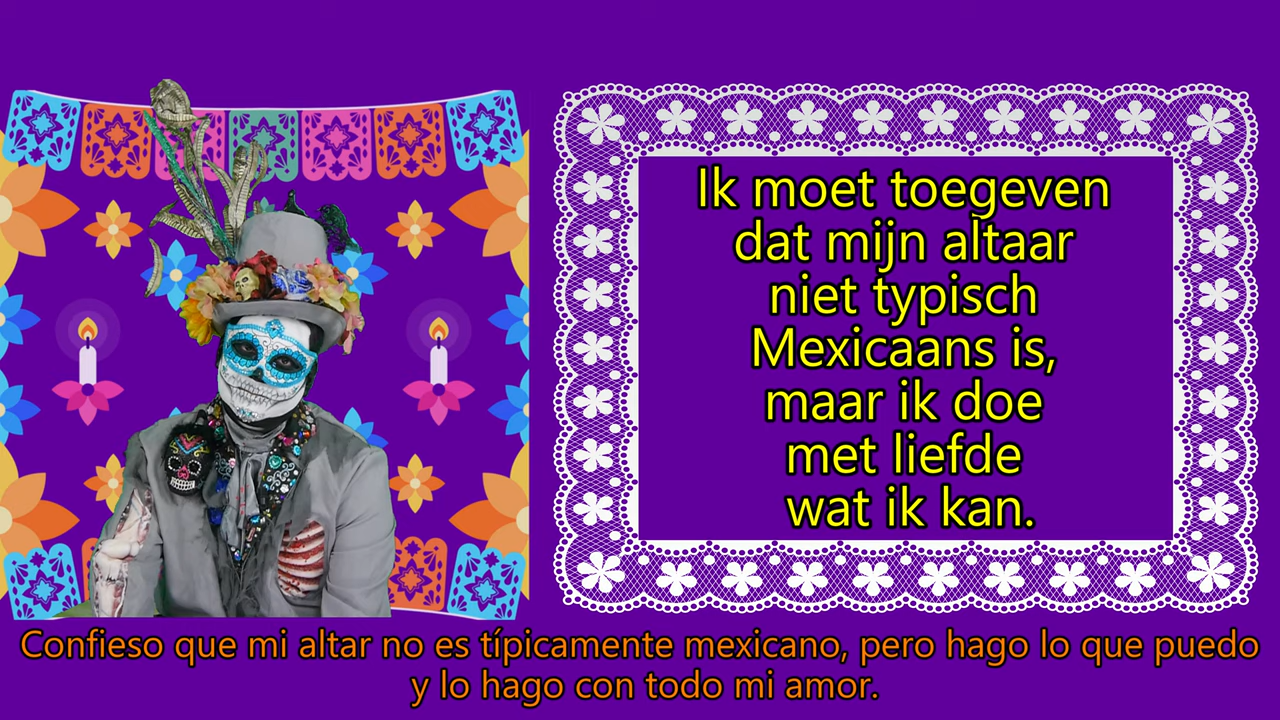 Ik moet toegeven
dat mijn altaar
niet typisch
Mexicaans is,
maar ik doe
met liefde
wat ik kan.
Confieso que mi altar no es típicamente mexicano, pero hago lo que puedo
y lo hago con todo mi amor.